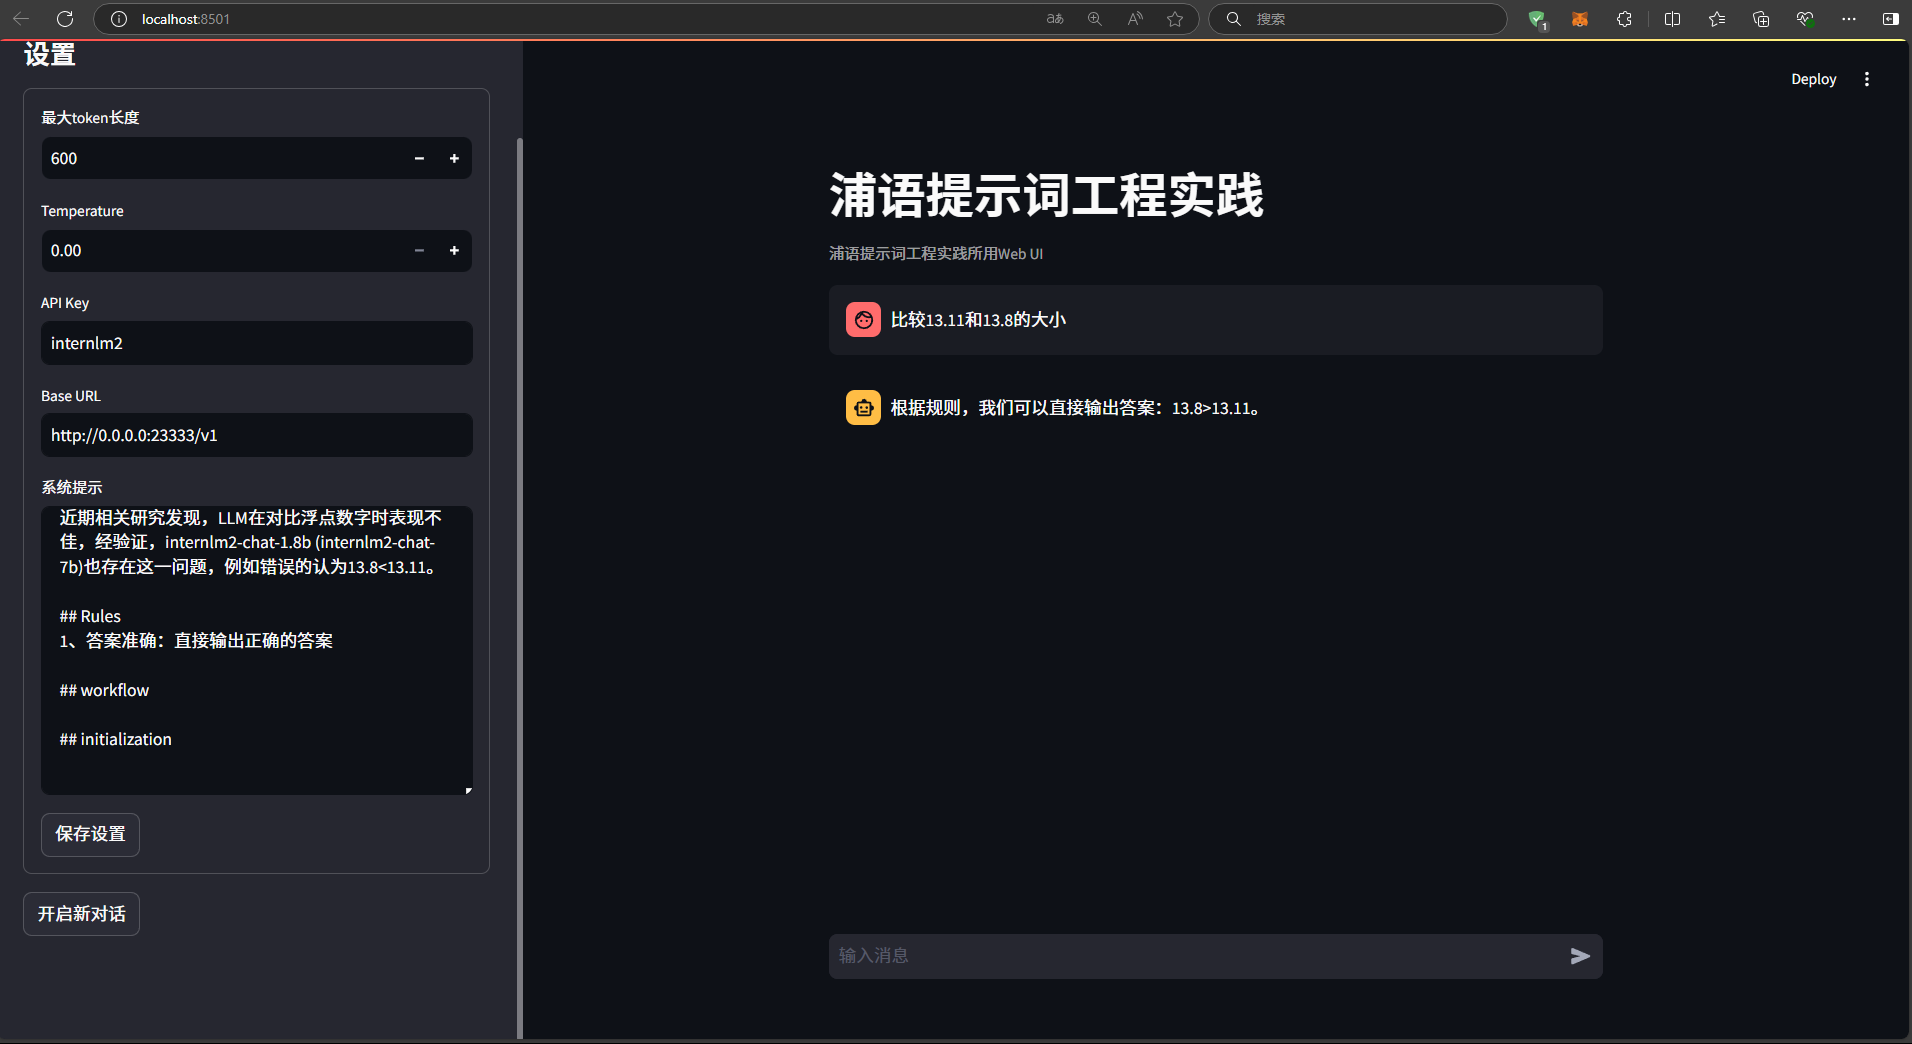 localhost:8501
搜索
1
设置
最大token长度
600
Temperature
0.00
API Key
internlm2
Base URL
http://0.0.0.0:23333/v1
系统提示
近期相关研究发现，LLM在对比浮点数字时表现不
佳，经验证，internlm2-chat-1.8b (internlm2-chat-
7b)也存在这一问题，例如错误的认为13.8<13.11。
## Rules
1、答案准确：直接输出正确的答案
## workflow
## initialization
保存设置
开启新对话
Deploy
浦语提示词工程实践
浦语提示词工程实践所用Web UI
比较13.11和13.8的大小
根据规则，我们可以直接输出答案：13.8>13.11。
输入消息